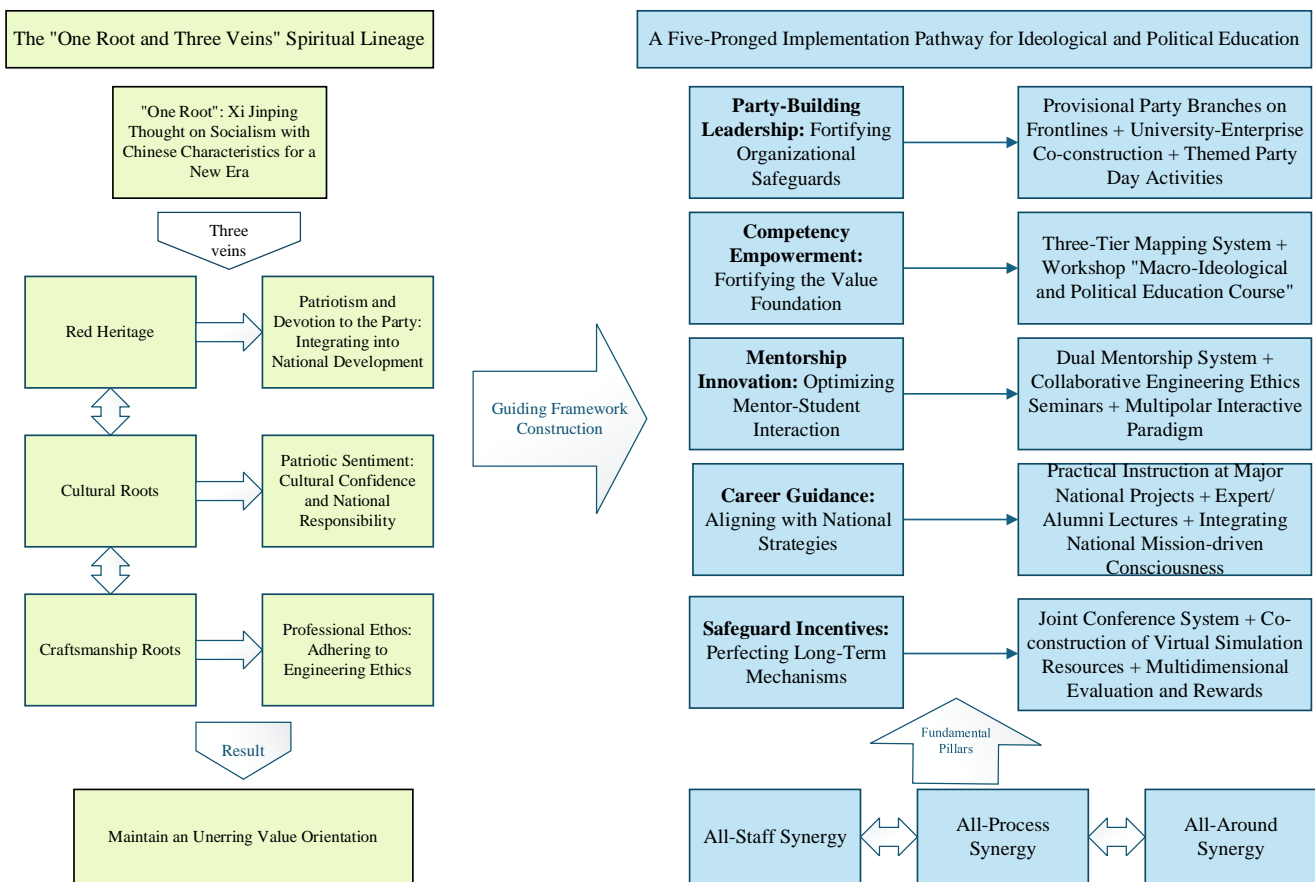 The "One Root and Three Veins" Spiritual Lineage
"One Root": Xi Jinping
Thought on Socialism with
Chinese Characteristics for a
New Era
Three
veins
Red Heritage
Patriotism and
Devotion to the Party:
Integrating into
National Development
Cultural Roots
Patriotic Sentiment:
Cultural Confidence
and National
Responsibility
Craftsmanship Roots
Professional Ethos:
Adhering to
Engineering Ethics
Result
Maintain an Unerring Value Orientation
Guiding Framework
Construction
A Five-Pronged Implementation Pathway for Ideological and Political Education
Party-Building
Leadership: Fortifying
Organizational
Safeguards
Provisional Party Branches on
Frontlines + University-Enterprise
Co-construction + Themed Party
Day Activities
Competency
Empowerment:
Fortifying the Value
Foundation
Three-Tier Mapping System +
Workshop "Macro-Ideological
and Political Education Course"
Mentorship
Innovation: Optimizing
Mentor-Student
Interaction
Dual Mentorship System +
Collaborative Engineering Ethics
Seminars + Multipolar Interactive
Paradigm
Career Guidance:
Aligning with National
Strategies
Practical Instruction at Major
National Projects + Expert/
Alumni Lectures + Integrating
National Mission-driven
Consciousness
Safeguard Incentives:
Perfecting Long-Term
Mechanisms
Joint Conference System + Co-
construction of Virtual Simulation
Resources + Multidimensional
Evaluation and Rewards
Fundamental
Pillars
All-Staff Synergy
All-Process
Synergy
All-Around
Synergy